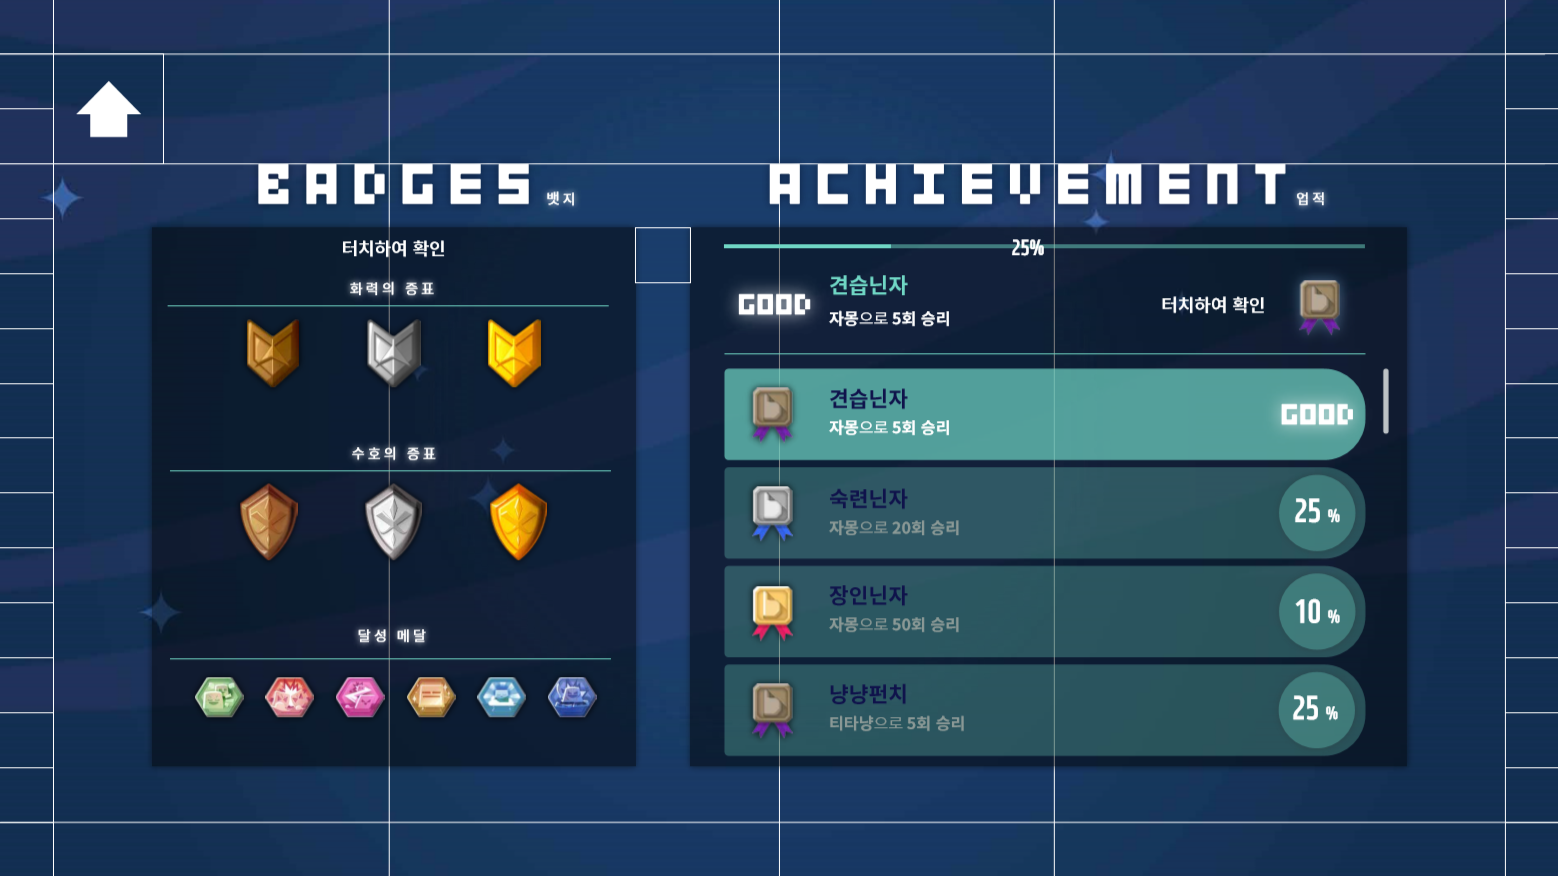 BADGES 뱃지
터치하여 확인
화력의 증표
수호의 증표
달성 메달
ACHIEVEMENT 업적
25%
GOOD
견습닌자
자몽으로 5회 승리
터치하여 확인
견습닌자
자몽으로 5회 승리
GOOD
숙련닌자
자몽으로 20회 승리
25 %
장인닌자
자몽으로 50회 승리
10 %
냥냥펀치
티타냥으로 5회 승리
25 %